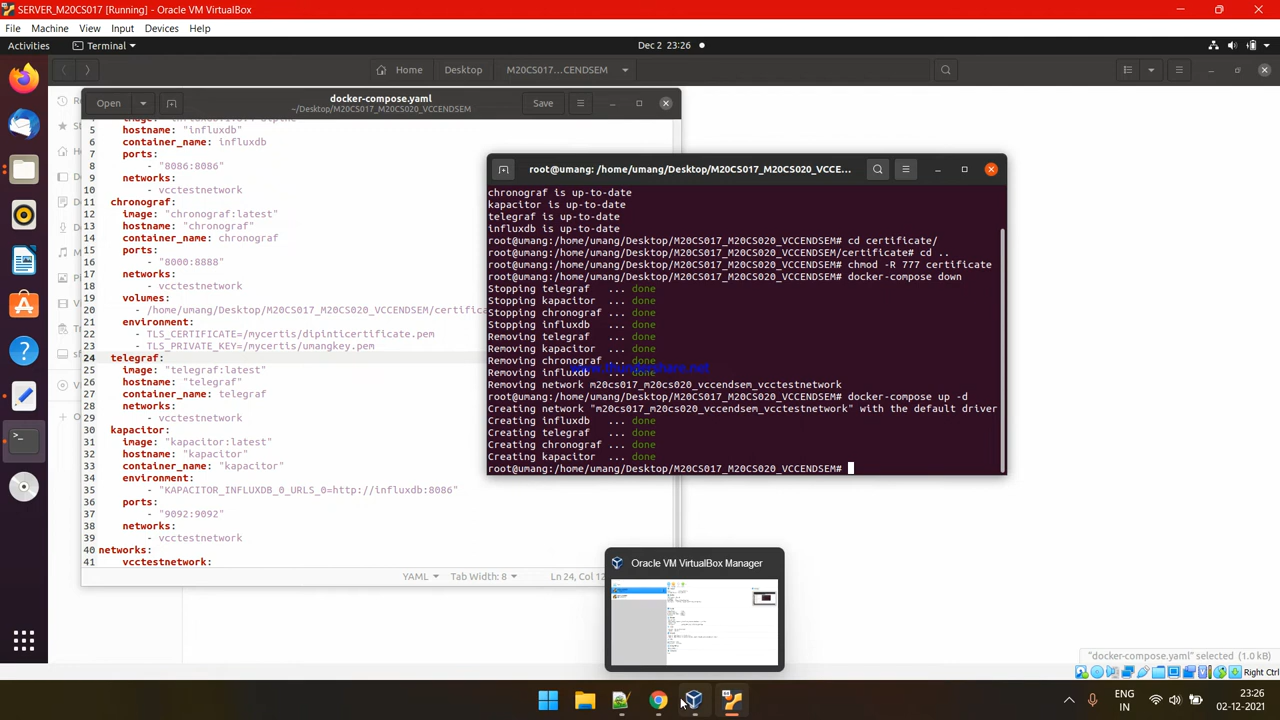 SERVER_M20CS017 [Running] - Oracle VM VirtualBox
File Machine View Input Devices Help
Activities Terminal Dec 2 23:26
Home Desktop M20CS017…CENDSEM
Open docker-compose.yaml Save
~/Desktop/M20CS017_M20CS020_VCCENDSEM
5 hostname: "influxdb"
6 container_name: influxdb
7 ports:
8 - "8086:8086"
9 networks:
10 - vcctestnetwork
11 chronograf:
12 image: "chronograf:latest"
13 hostname: "chronograf"
14 container_name: chronograf
15 ports:
16 - "8000:8888"
17 networks:
18 - vcctestnetwork
19 volumes:
20 - /home/umang/Desktop/M20CS017_M20CS020_VCCENDSEM/certifica
21 environment:
22 - TLS_CERTIFICATE=/mycertis/dipinticertificate.pem
23 - TLS_PRIVATE_KEY=/mycertis/umangkey.pem
24 telegraf:
25 image: "telegraf:latest"
26 hostname: "telegraf"
27 container_name: telegraf
28 networks:
29 - vcctestnetwork
30 kapacitor:
31 image: "kapacitor:latest"
32 hostname: "kapacitor"
33 container_name: "kapacitor"
34 environment:
35 - "KAPACITOR_INFLUXDB_0_URLS_0=http://influxdb:8086"
36 ports:
37 - "9092:9092"
38 networks:
39 - vcctestnetwork
40 networks:
41 vcctestnetwork:
YAML Tab Width: 8 Ln 24, Col 12
root@umang: /home/umang/Desktop/M20CS017_M20CS020_VCCE…
chronograf is up-to-date
kapacitor is up-to-date
telegraf is up-to-date
influxdb is up-to-date
root@umang:/home/umang/Desktop/M20CS017_M20CS020_VCCENDSEM# cd certificate/
root@umang:/home/umang/Desktop/M20CS017_M20CS020_VCCENDSEM/certificate# cd ..
root@umang:/home/umang/Desktop/M20CS017_M20CS020_VCCENDSEM# chmod -R 777 certificate
root@umang:/home/umang/Desktop/M20CS017_M20CS020_VCCENDSEM# docker-compose down
Stopping telegraf ... done
Stopping kapacitor ... done
Stopping chronograf ... done
Stopping influxdb ... done
Removing telegraf ... done
Removing kapacitor ... done
Removing chronograf ... done
Removing influxdb ... done
www.thundershare.net
Removing network m20cs017_m20cs020_vccendsem_vcctestnetwork
root@umang:/home/umang/Desktop/M20CS017_M20CS020_VCCENDSEM# docker-compose up -d
Creating network "m20cs017_m20cs020_vccendsem_vcctestnetwork" with the default driver
Creating influxdb ... done
Creating telegraf ... done
Creating chronograf ... done
Creating kapacitor ... done
root@umang:/home/umang/Desktop/M20CS017_M20CS020_VCCENDSEM#
Oracle VM VirtualBox Manager
"docker-compose.yaml" selected (1.0 kB)
Right Ctrl
ENG
IN
23:26
02-12-2021